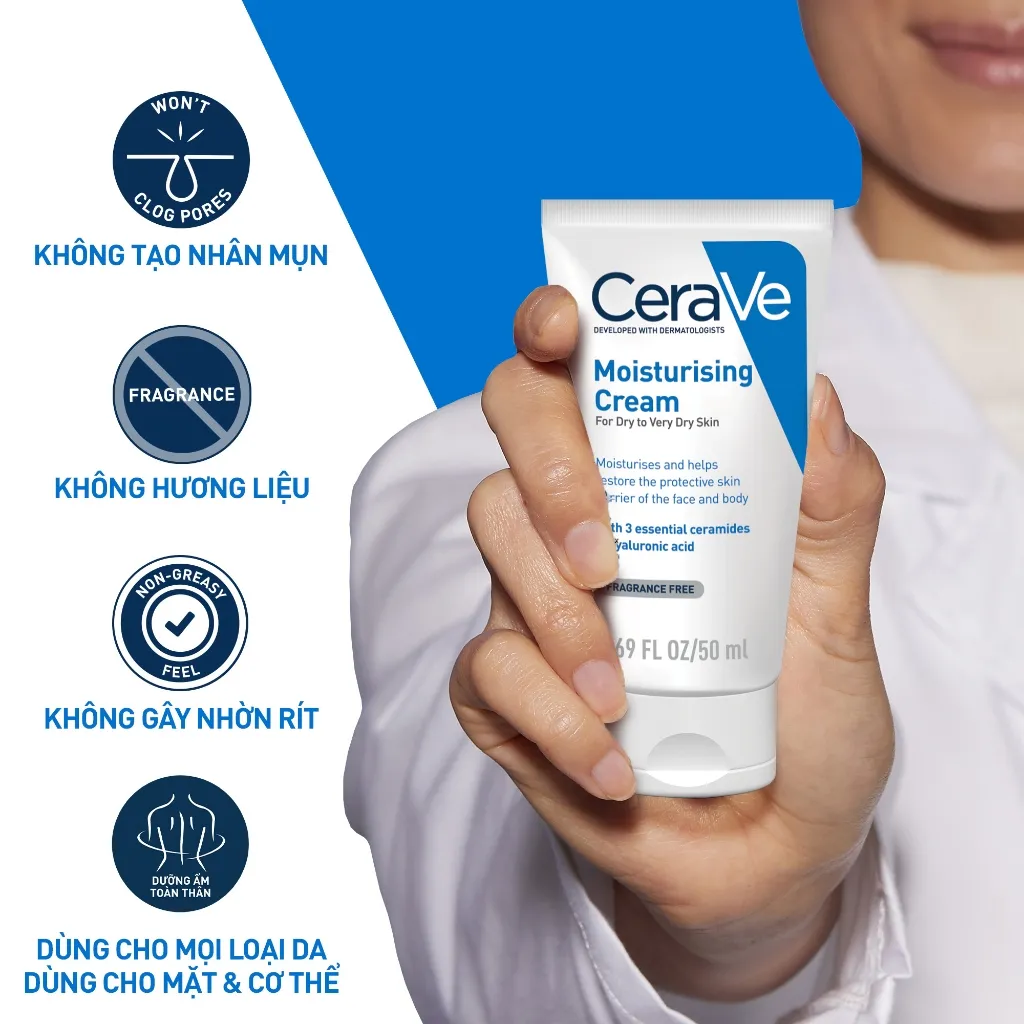 WON'T
CLOG PORES
KHÔNG TẠO NHÂN MỤN
FRAGRANCE
KHÔNG HƯƠNG LIỆU
NON-GREASY
FEEL
KHÔNG GÂY NHỜN RÍT
DƯỠNG ẨM
TOÀN THÂN
DÙNG CHO MỌI LOẠI DA
DÙNG CHO MẶT & CƠ THỂ
CeraVe
DEVELOPED WITH DERMATOLOGISTS
Moisturising
Cream
For Dry to Very Dry Skin
Moisturises and helps
restore the protective skin
barrier of the face and body
3 essential ceramides
hyaluronic acid
FRAGRANCE FREE
69 FL OZ/50 ml